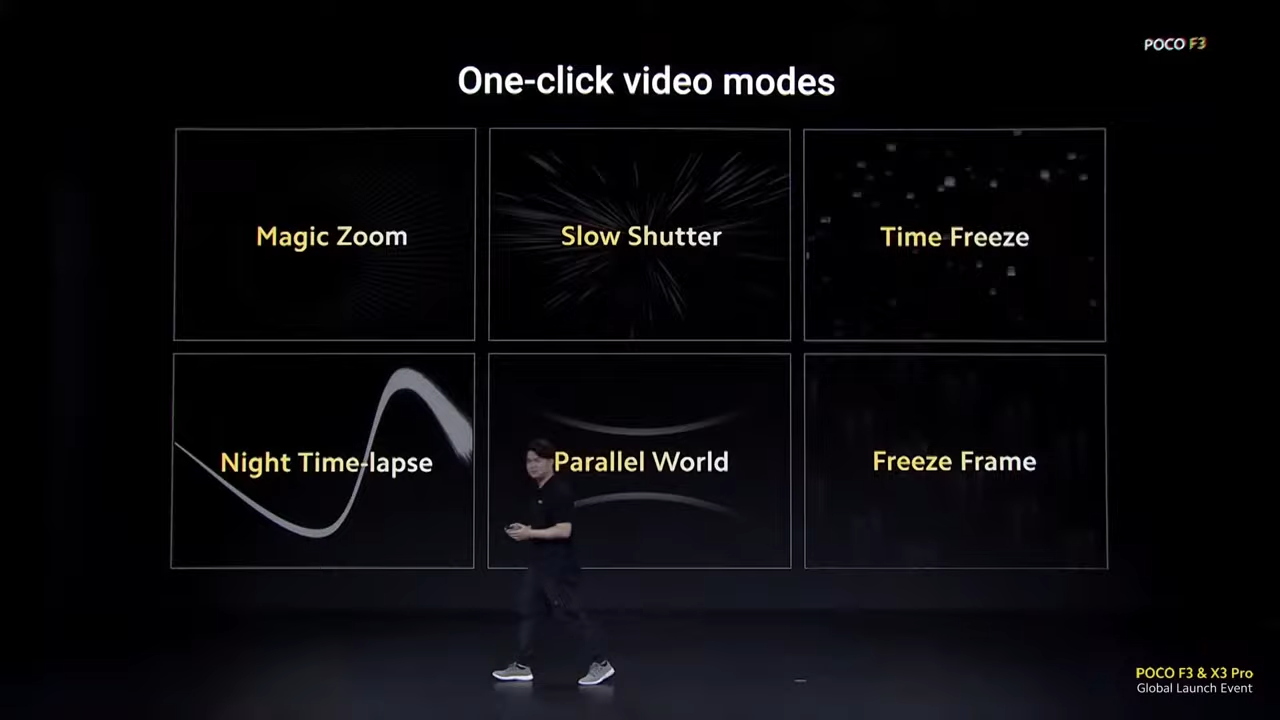 POCO F3
One-click video modes
Magic Zoom
Slow Shutter
Time Freeze
Night Time-lapse
Parallel World
Freeze Frame
POCO F3 & X3 Pro
Global Launch Event